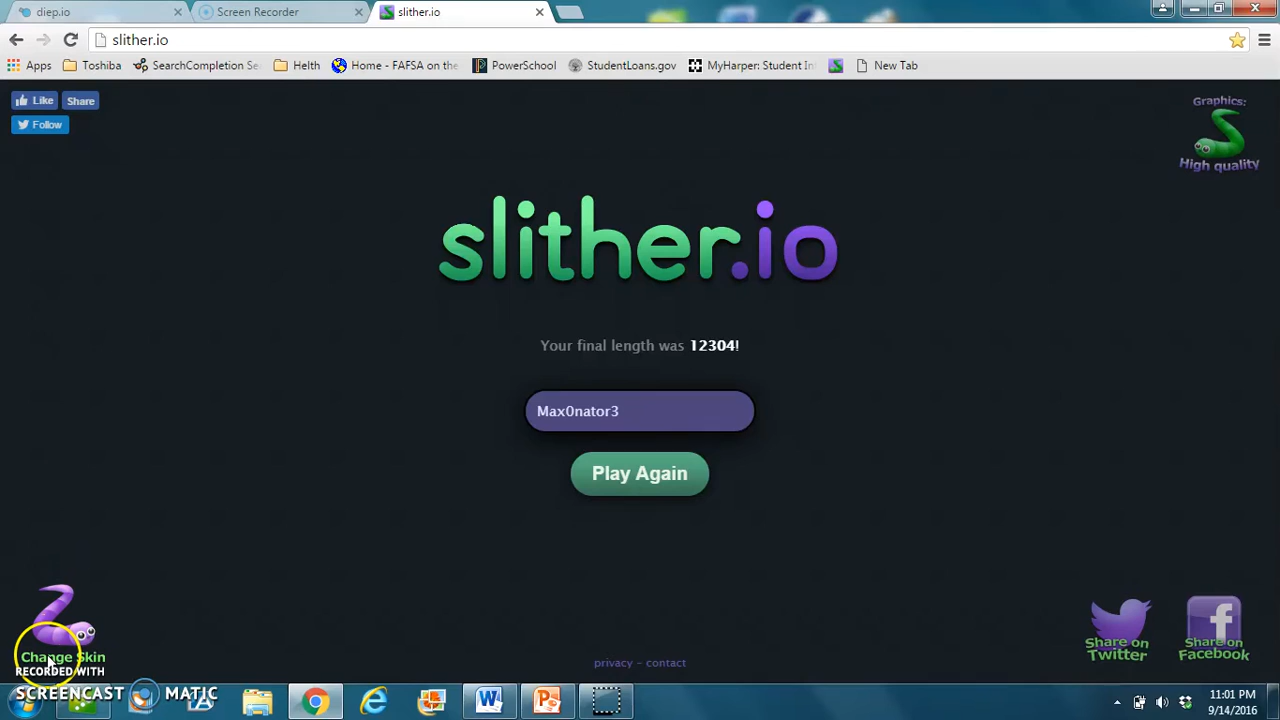 diep.io
Screen Recorder
slither.io
slither.io
Apps Toshiba SearchCompletion Se Helth Home - FAFSA on the PowerSchool StudentLoans.gov MyHarper: Student In New Tab
Like Share
Follow
Graphics:
High quality
slither.io
Your final length was 12304!
Max0nator3
Play Again
Change Skin
RECORDED WITH
SCREENCAST MATIC
privacy - contact
Share on
Twitter
Share on
Facebook
11:01 PM
9/14/2016